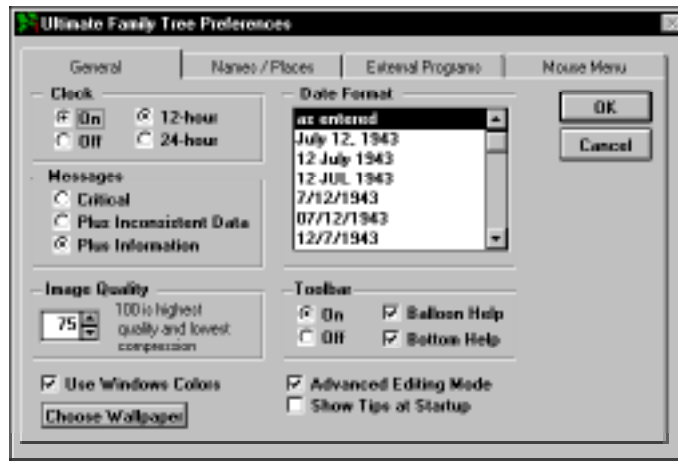 Ultimate Family Tree Preferences
General
Names / Places
External Programs
Mouse Menu
Clock
On
12-hour
Off
24-hour
Messages
Critical
Plus Inconsistent Data
Plus Information
Image Quality
75
100 is highest
quality and lowest
compression
Use Windows Colors
Choose Wallpaper
Date Format
as entered
July 12, 1943
12 July 1943
12 JUL 1943
7/12/1943
07/12/1943
12/7/1943
Toolbar
On
Balloon Help
Off
Bottom Help
Advanced Editing Mode
Show Tips at Startup
OK
Cancel